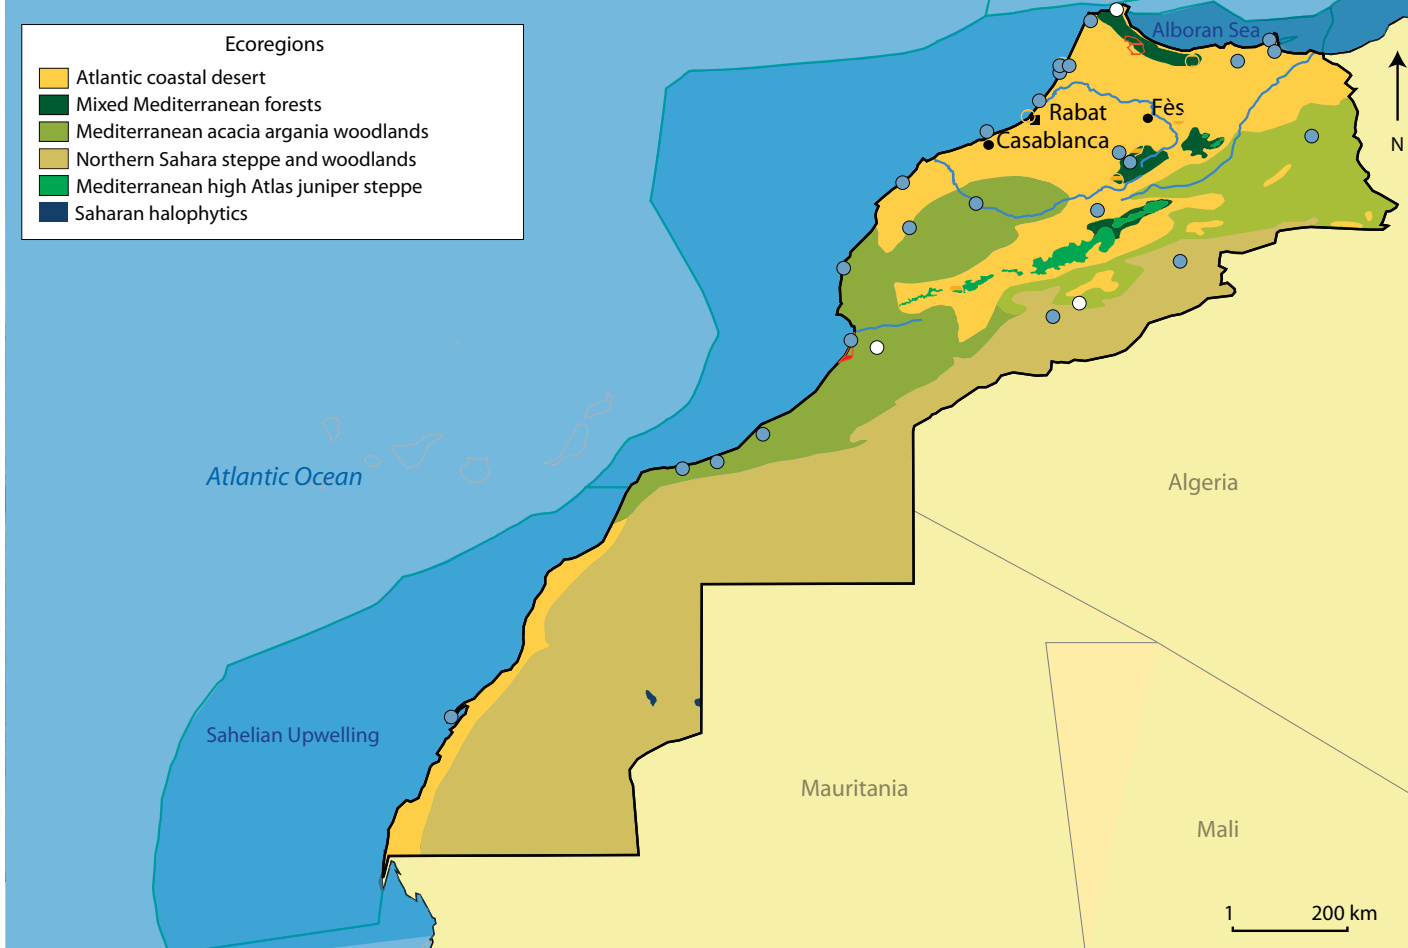 Ecoregions
Atlantic coastal desert
Mixed Mediterranean forests
Mediterranean acacia argania woodlands
Northern Sahara steppe and woodlands
Mediterranean high Atlas juniper steppe
Saharan halophytics
Alboran Sea
Rabat
Fès
Casablanca
N
Atlantic Ocean
Algeria
Sahelian Upwelling
Mauritania
Mali
1 200 km